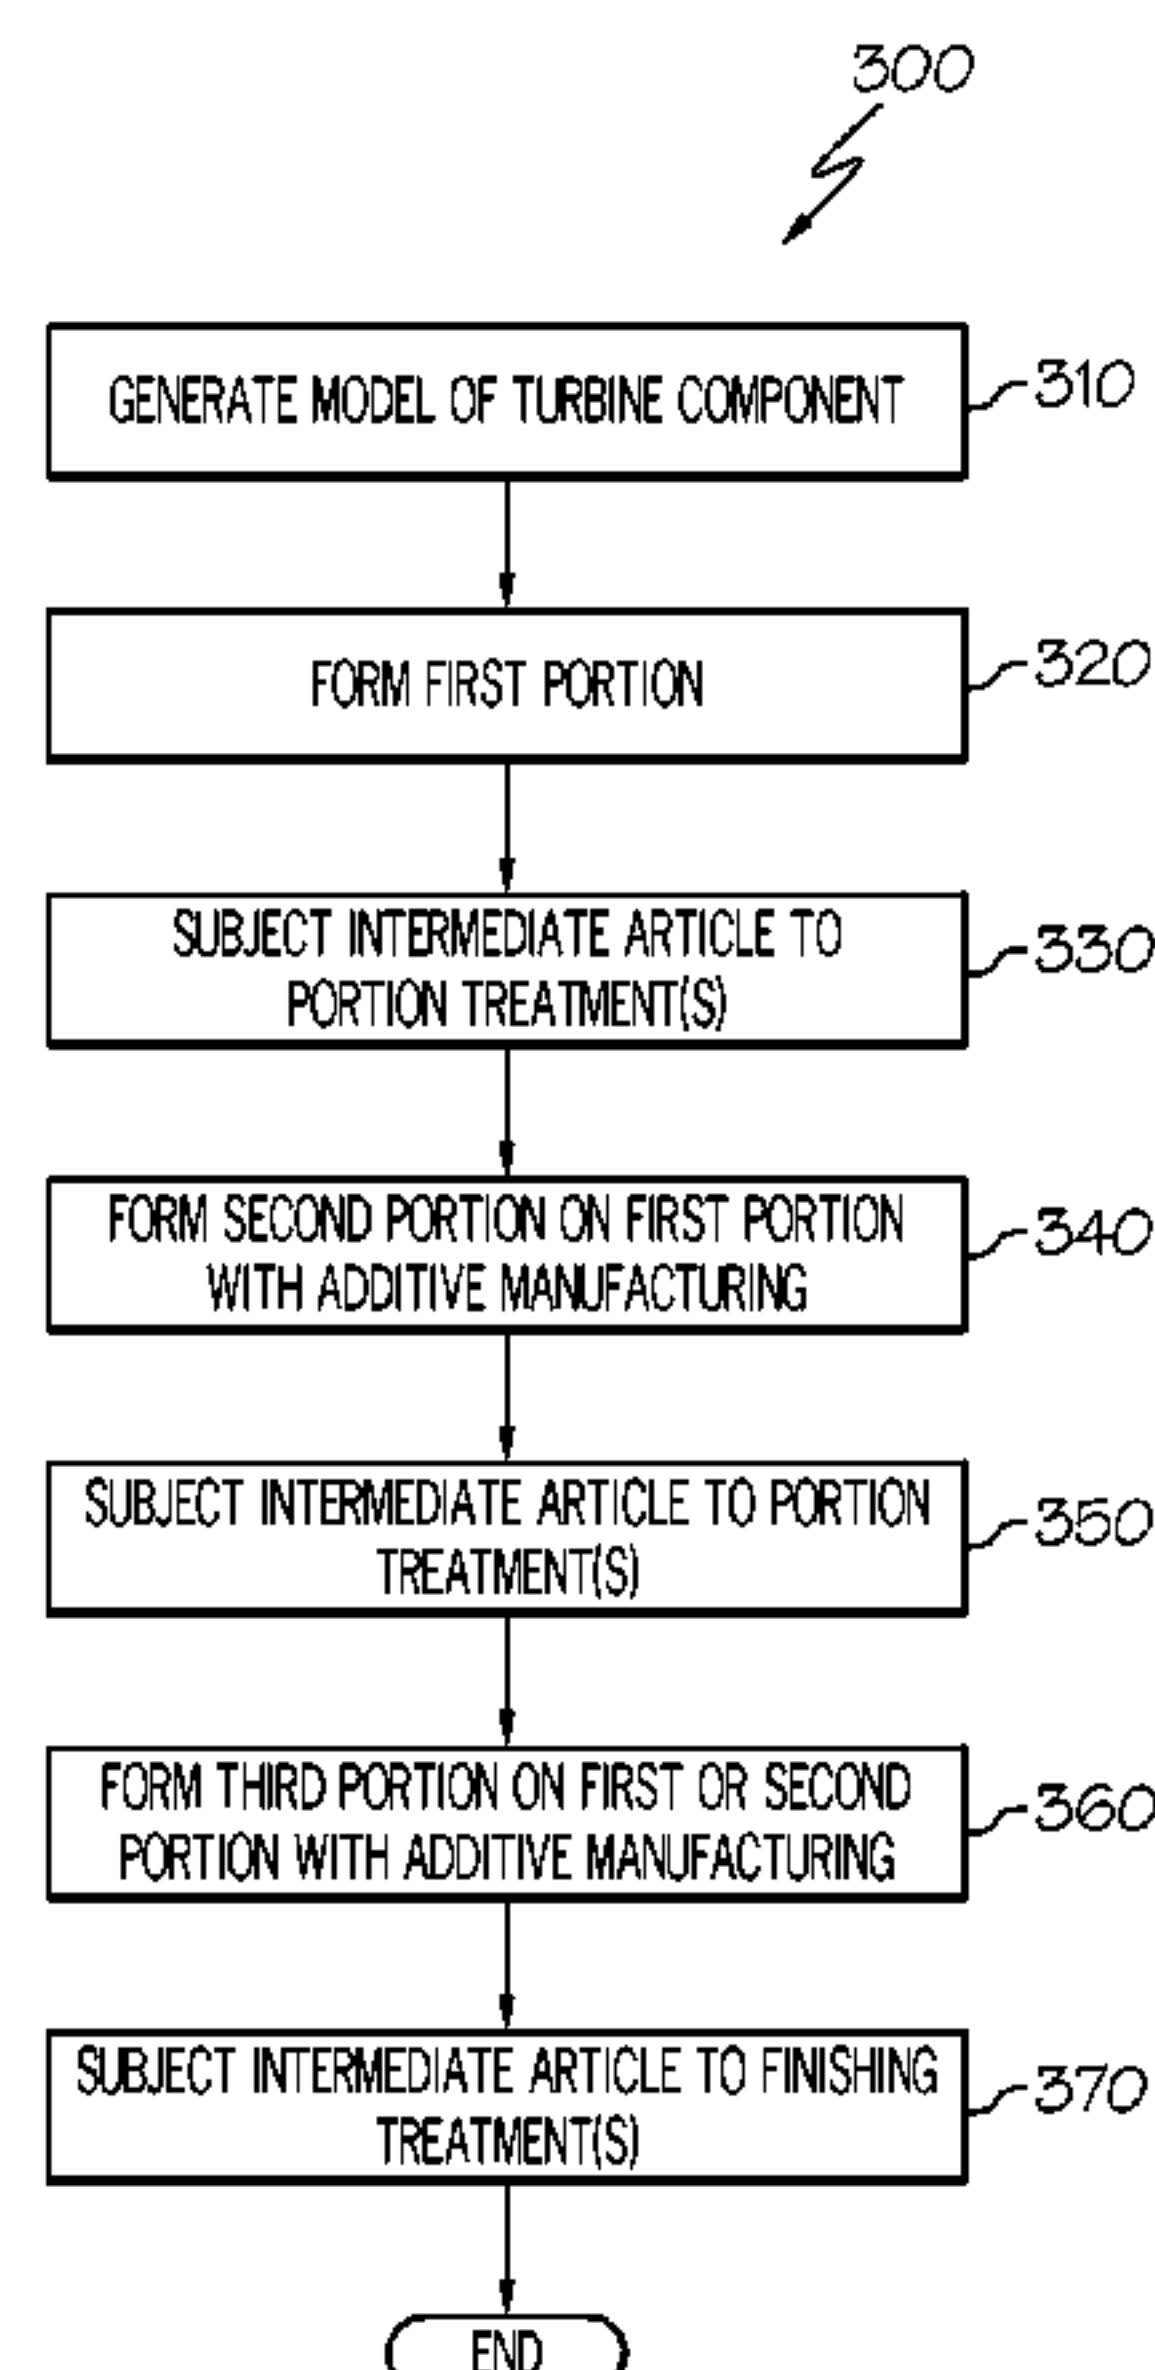 300
GENERATE MODEL OF TURBINE COMPONENT
310
FORM FIRST PORTION
320
SUBJECT INTERMEDIATE ARTICLE TO
PORTION TREATMENT(S)
330
FORM SECOND PORTION ON FIRST PORTION
WITH ADDITIVE MANUFACTURING
340
SUBJECT INTERMEDIATE ARTICLE TO PORTION
TREATMENT(S)
350
FORM THIRD PORTION ON FIRST OR SECOND
PORTION WITH ADDITIVE MANUFACTURING
360
SUBJECT INTERMEDIATE ARTICLE TO FINISHING
TREATMENT(S)
370
END